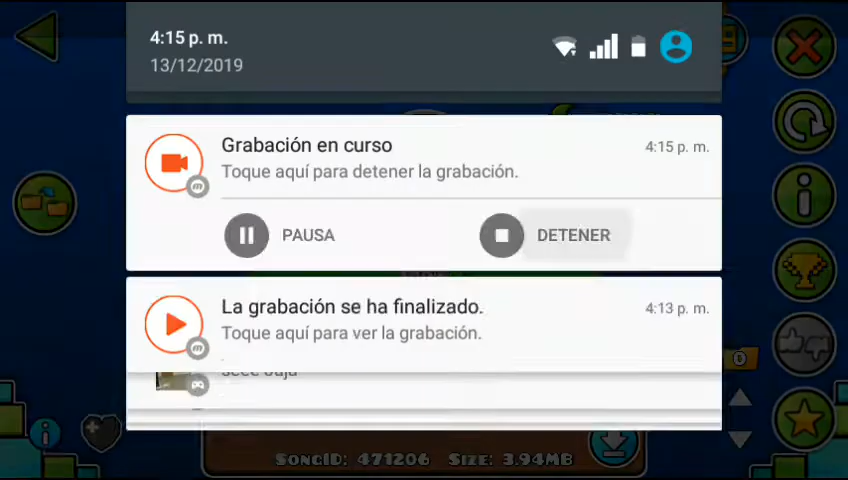 4:15 p. m.
13/12/2019
Grabación en curso
4:15 p. m.
Toque aquí para detener la grabación.
PAUSA
DETENER
La grabación se ha finalizado.
4:13 p. m.
Toque aquí para ver la grabación.
SongID: 471206 Size: 3.94MB